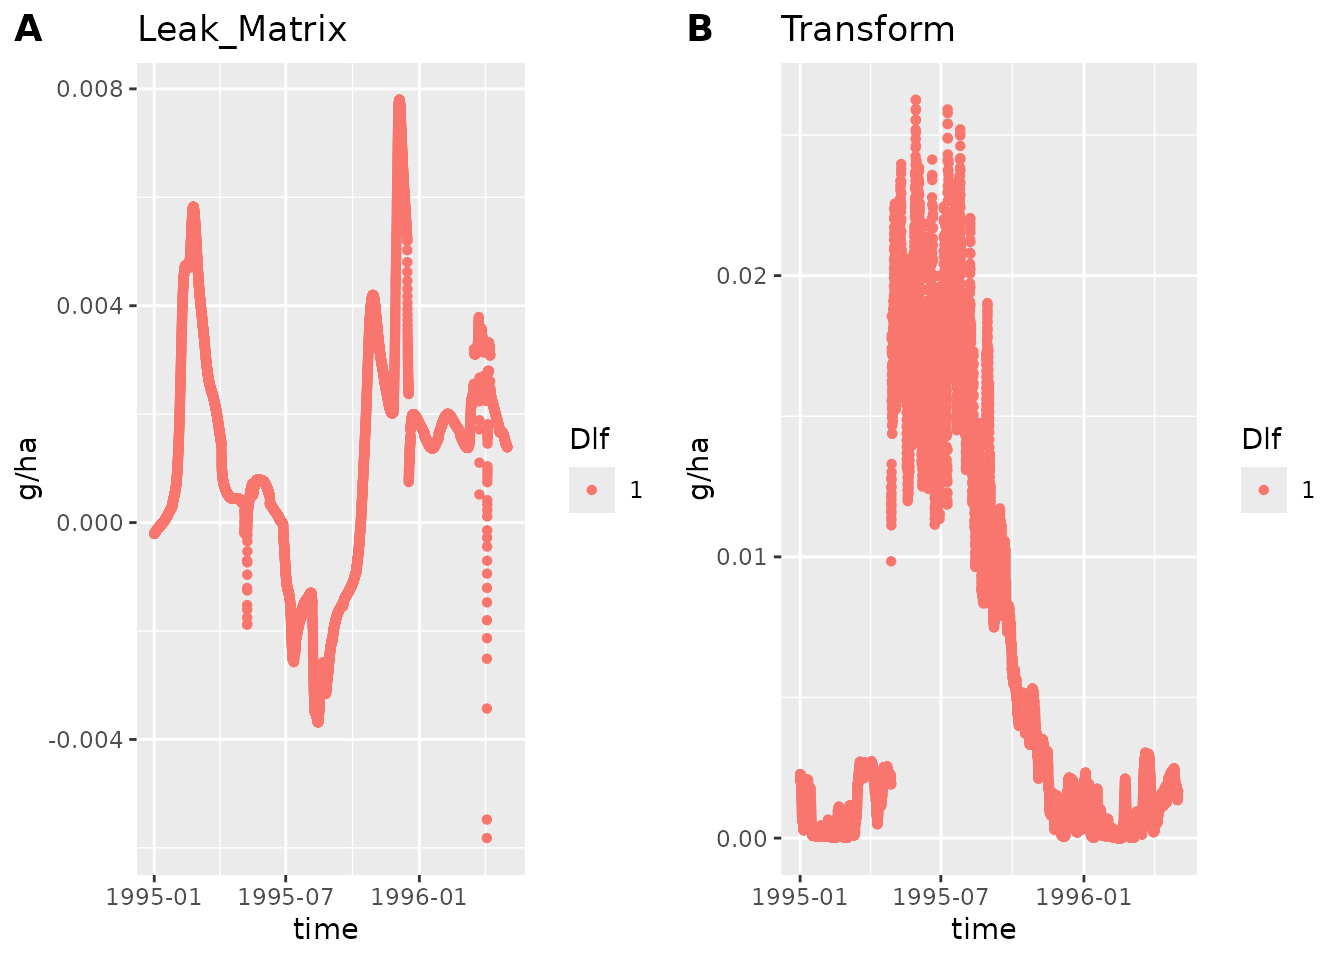 A Leak_Matrix
g/ha
0.008
0.004
0.000
-0.004
1995-01 1995-07 1996-01
time
Dlf
1
B Transform
g/ha
0.02
0.01
0.00
1995-01 1995-07 1996-01
time
Dlf
1